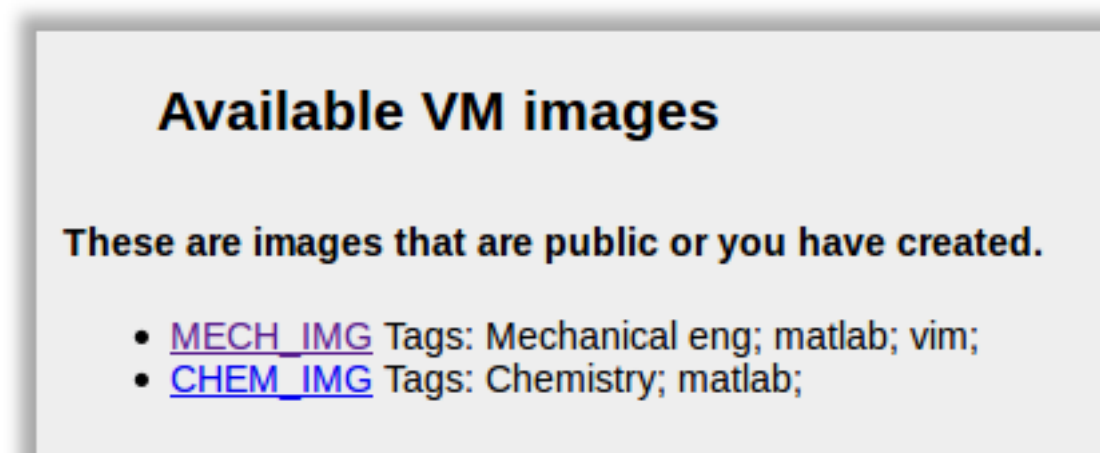 Available VM images
These are images that are public or you have created.
• MECH_IMG Tags: Mechanical eng; matlab; vim;
• CHEM_IMG Tags: Chemistry; matlab;